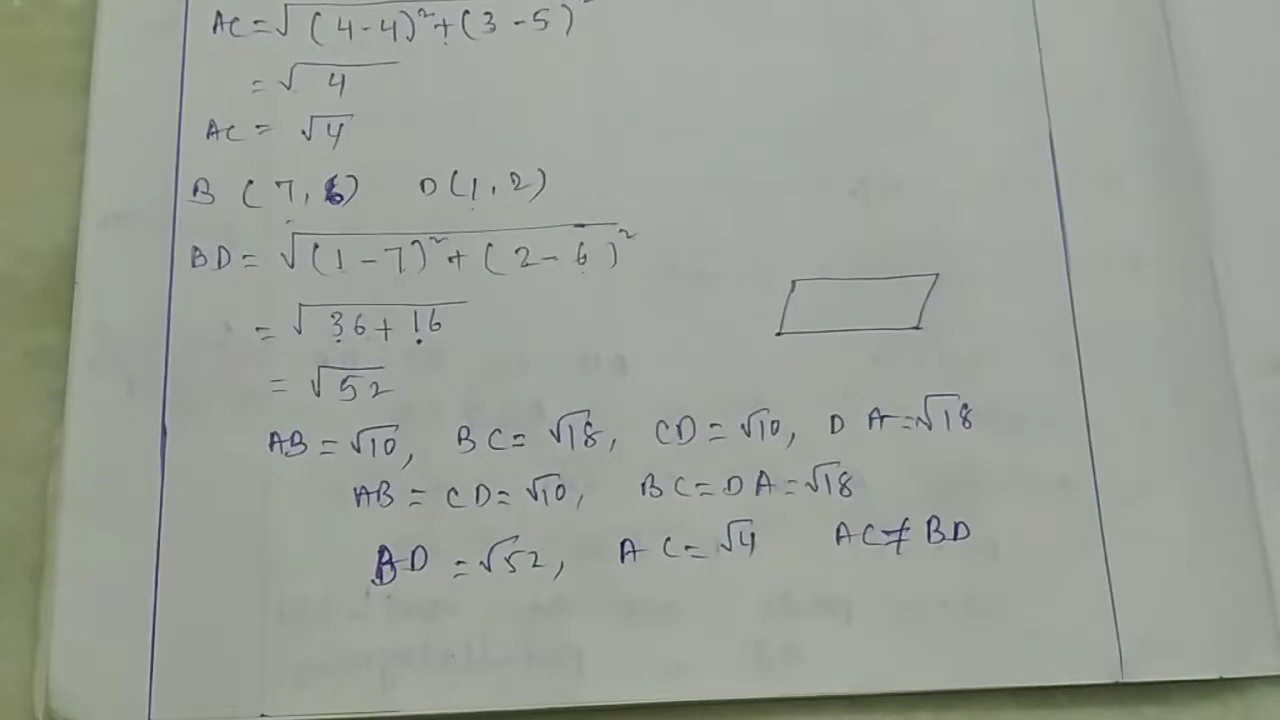 AC = √(4-4)²+(3-5)²
= √4
AC = √4
B (7, 6) D(1, 2)
BD = √(1-7)²+(2-6)²
= √36+16
= √52
AB = √10, BC = √18, CD = √10, DA = √18
AB = CD = √10, BC = DA = √18
BD = √52, AC = √4 AC ≠ BD